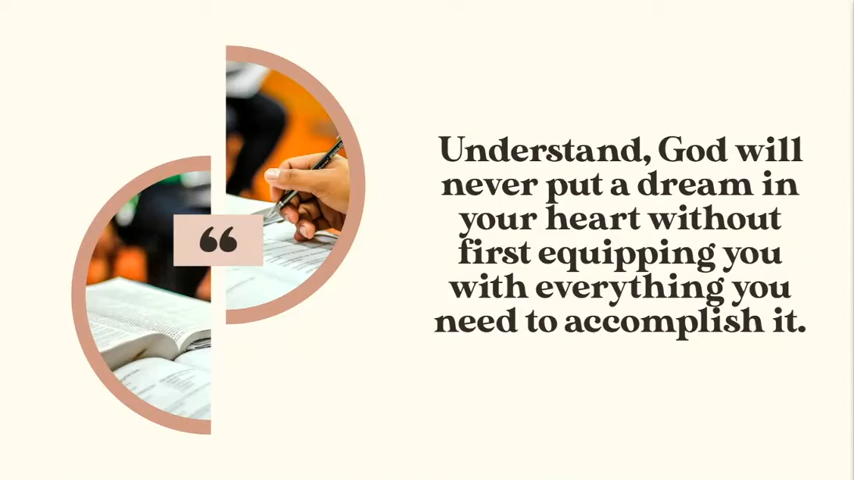 “
Understand, God will
never put a dream in
your heart without
first equipping you
with everything you
need to accomplish it.